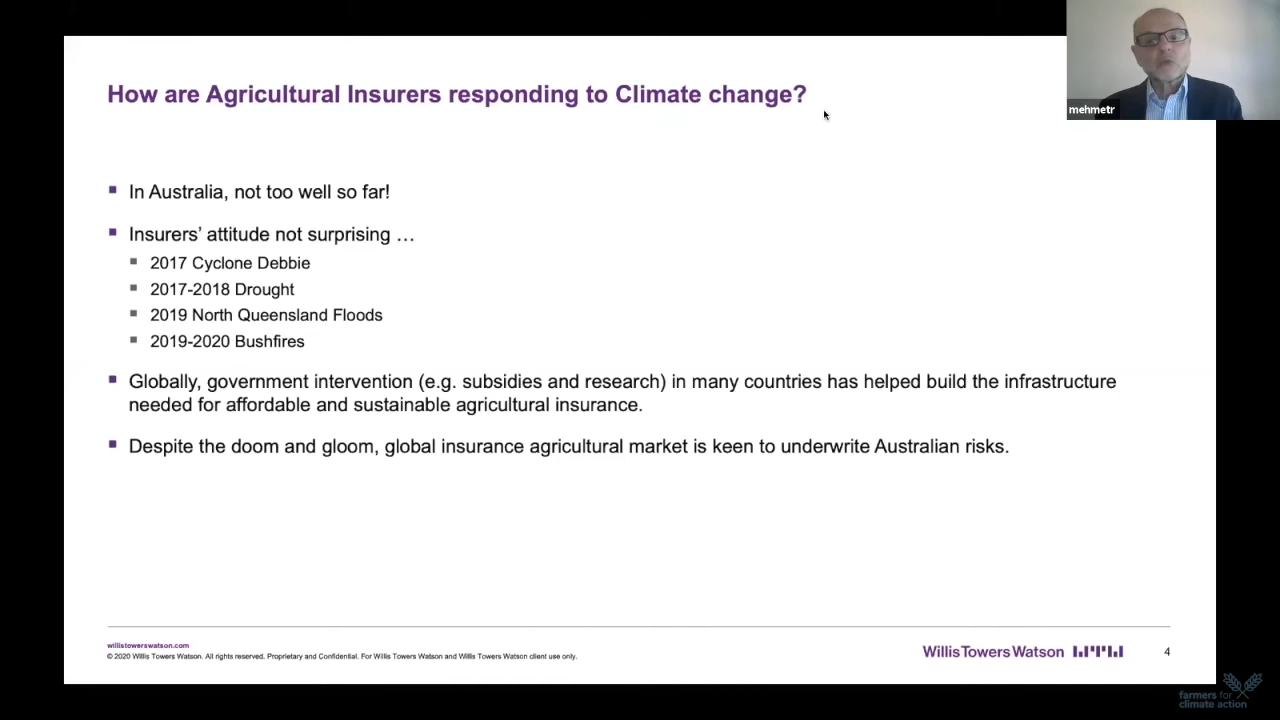 How are Agricultural Insurers responding to Climate change?
mehmetr
In Australia, not too well so far!
Insurers’ attitude not surprising …
2017 Cyclone Debbie
2017-2018 Drought
2019 North Queensland Floods
2019-2020 Bushfires
Globally, government intervention (e.g. subsidies and research) in many countries has helped build the infrastructure
needed for affordable and sustainable agricultural insurance.
Despite the doom and gloom, global insurance agricultural market is keen to underwrite Australian risks.
willistowerswatson.com
© 2020 Willis Towers Watson. All rights reserved. Proprietary and Confidential. For Willis Towers Watson and Willis Towers Watson client use only.
Willis Towers Watson
4
farmers for
climate action